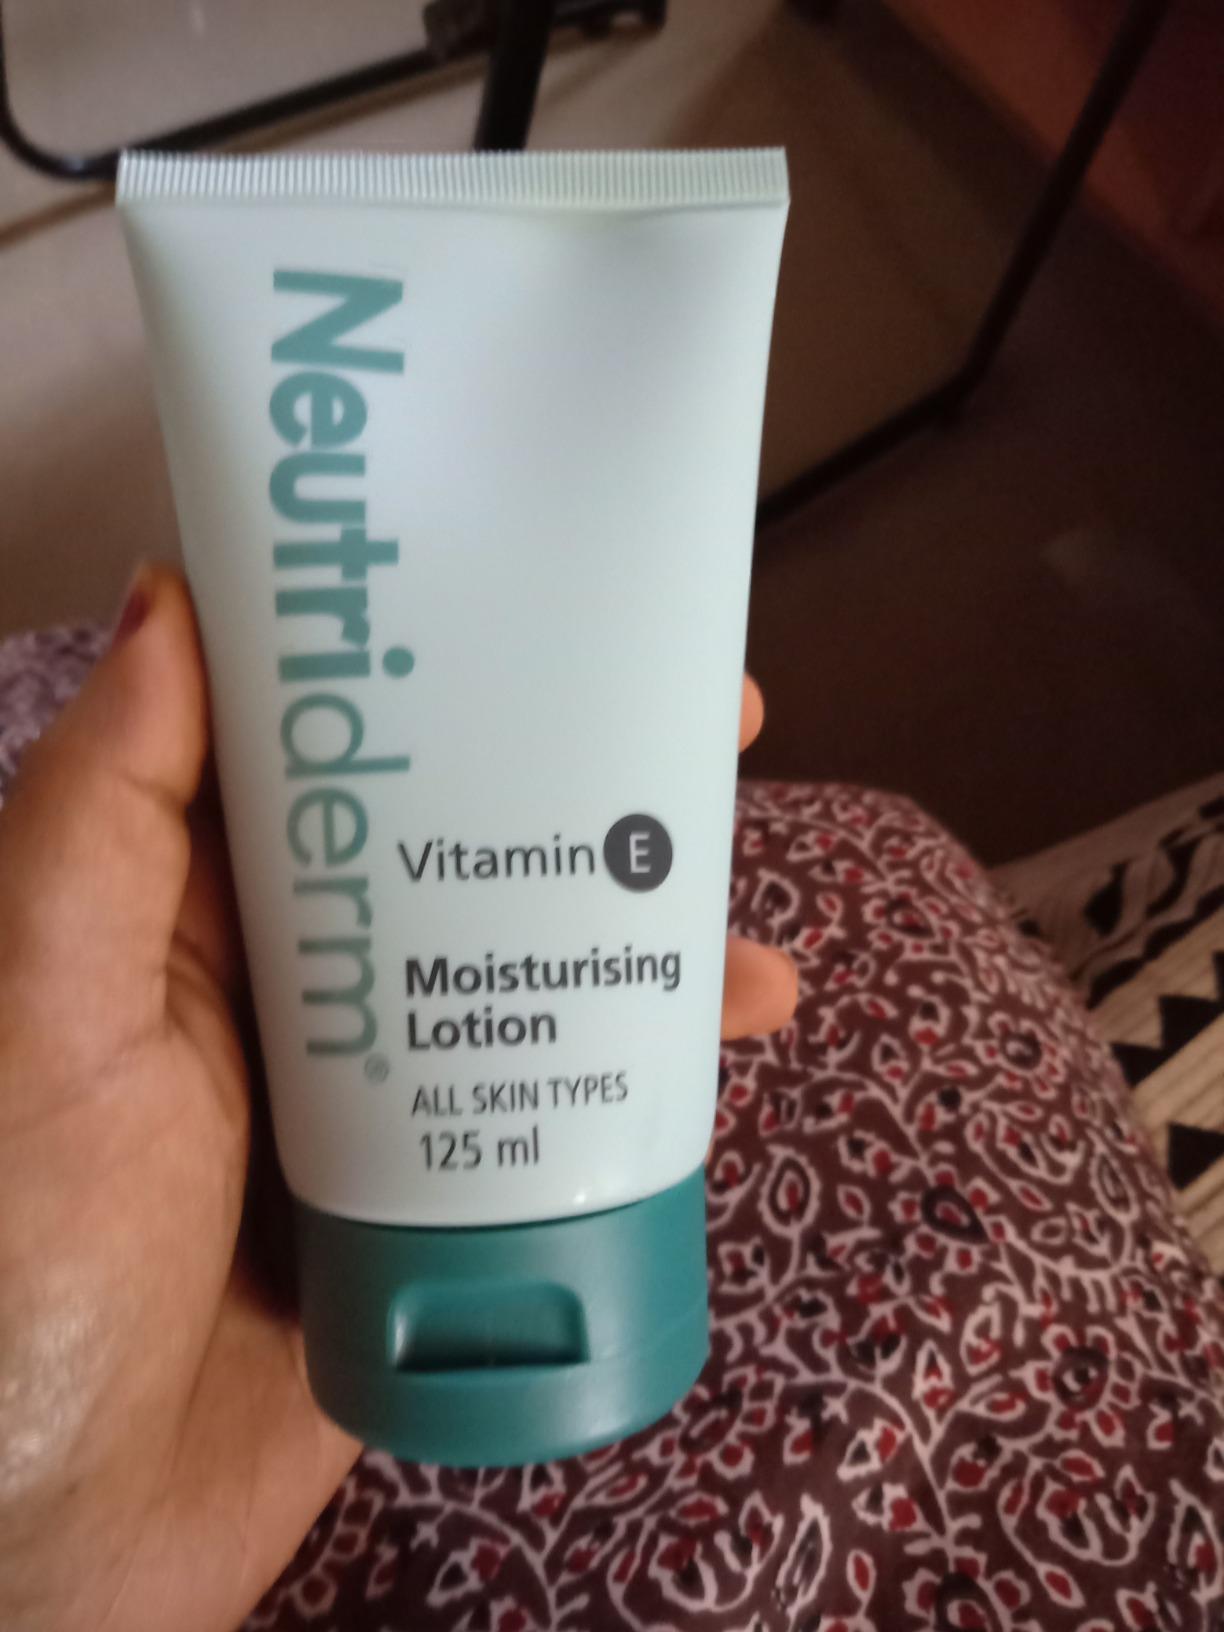 Neutriderm®
Vitamin E
Moisturising
Lotion
ALL SKIN TYPES
125 ml